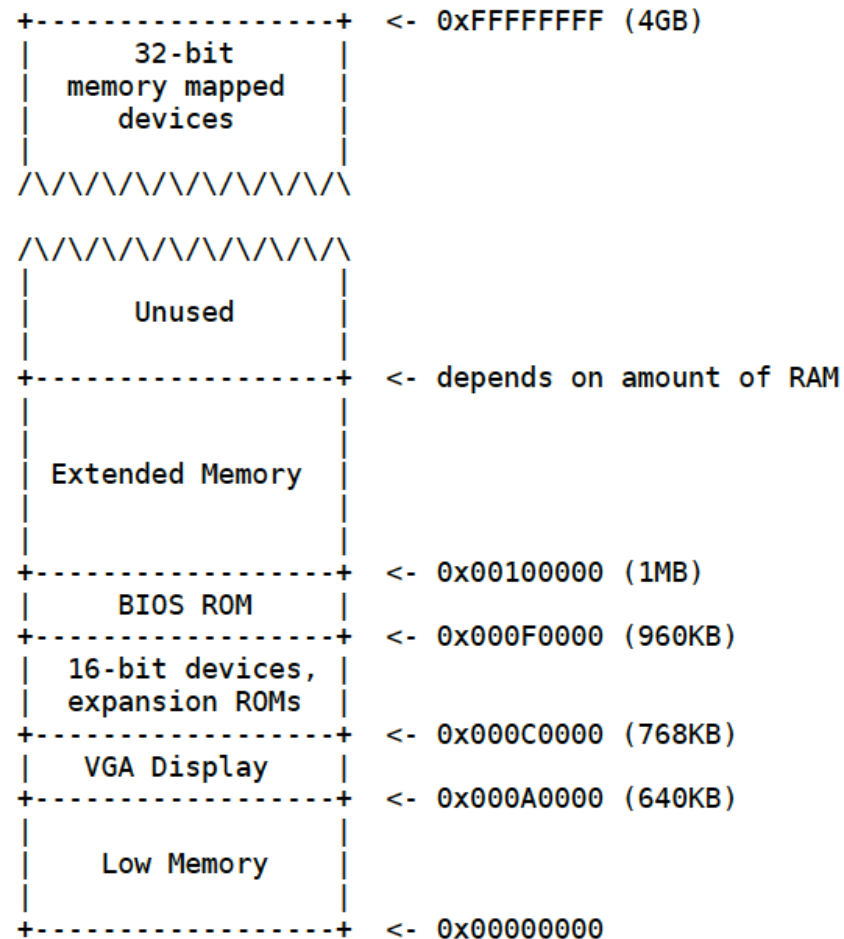 +------------------+  <- 0xFFFFFFFF (4GB)
|      32-bit      |
|  memory mapped   |
|     devices      |
|                  |
/\/\/\/\/\/\/\/\/\/\

/\/\/\/\/\/\/\/\/\/\
|                  |
|      Unused      |
|                  |
+------------------+  <- depends on amount of RAM
|                  |
|                  |
| Extended Memory  |
|                  |
|                  |
+------------------+  <- 0x00100000 (1MB)
|     BIOS ROM     |
+------------------+  <- 0x000F0000 (960KB)
|  16-bit devices, |
|  expansion ROMs  |
+------------------+  <- 0x000C0000 (768KB)
|   VGA Display    |
+------------------+  <- 0x000A0000 (640KB)
|                  |
|    Low Memory    |
|                  |
+------------------+  <- 0x00000000